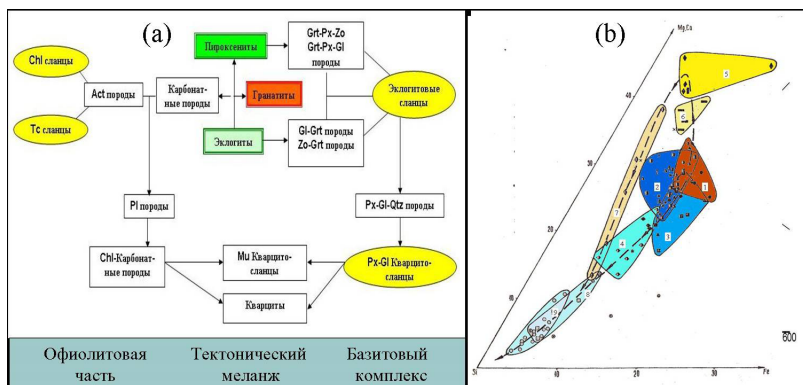 (a)
Chl сланцы
Act породы
Tc сланцы
Карбонат-
ные породы
Пироксениты
Гранатиты
Эклогиты
Grt-Px-Zo
Grt-Px-Gl
породы
Gl-Grt породы
Zo-Grt породы
Эклогитовые
сланцы
Pl породы
Px-Gl-Qtz породы
Chl-Карбонат-
ные породы
Mu Кварцито-
сланцы
Px-Gl Кварцито-
сланцы
Кварциты
Офиолитовая
часть
Тектонический
меланж
Базитовый
комплекс
(b)
40
5
6
30
2
1
7
3
20
4
600
Si
40
30
20
Fe